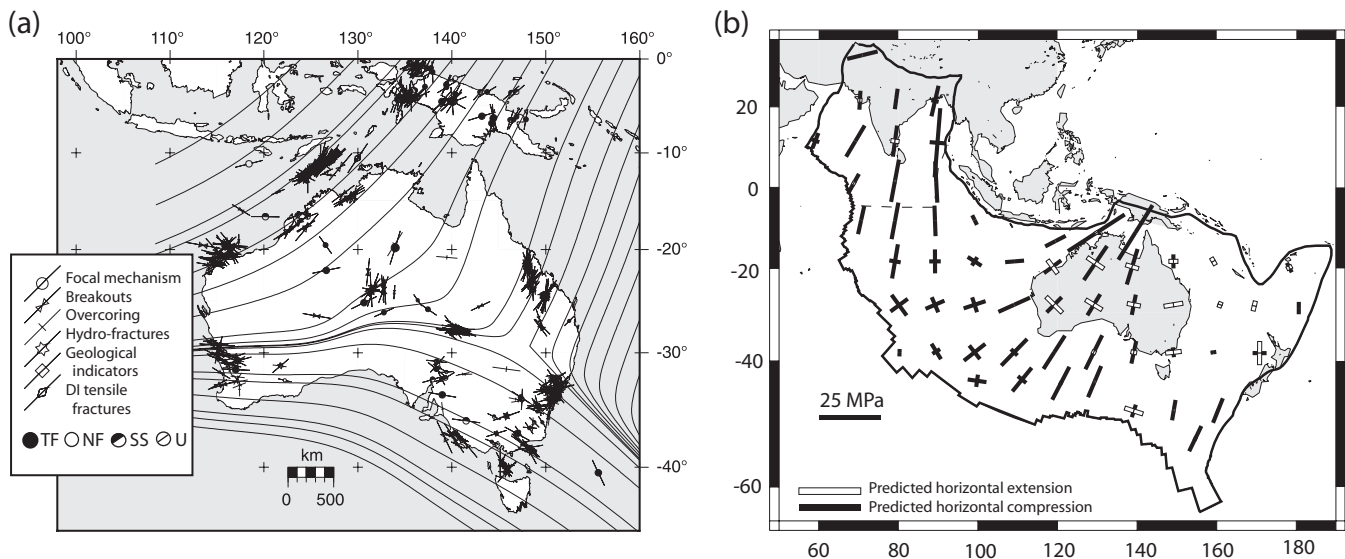 (a)
100° 110° 120° 130° 140° 150° 160°
0°
-10°
-20°
-30°
-40°
Focal mechanism
Breakouts
Overcoring
Hydro-fractures
Geological
indicators
DI tensile
fractures
TF NF SS U
km
0 500
(b)
20
0
-20
-40
-60
25 MPa
Predicted horizontal extension
Predicted horizontal compression
60 80 100 120 140 160 180